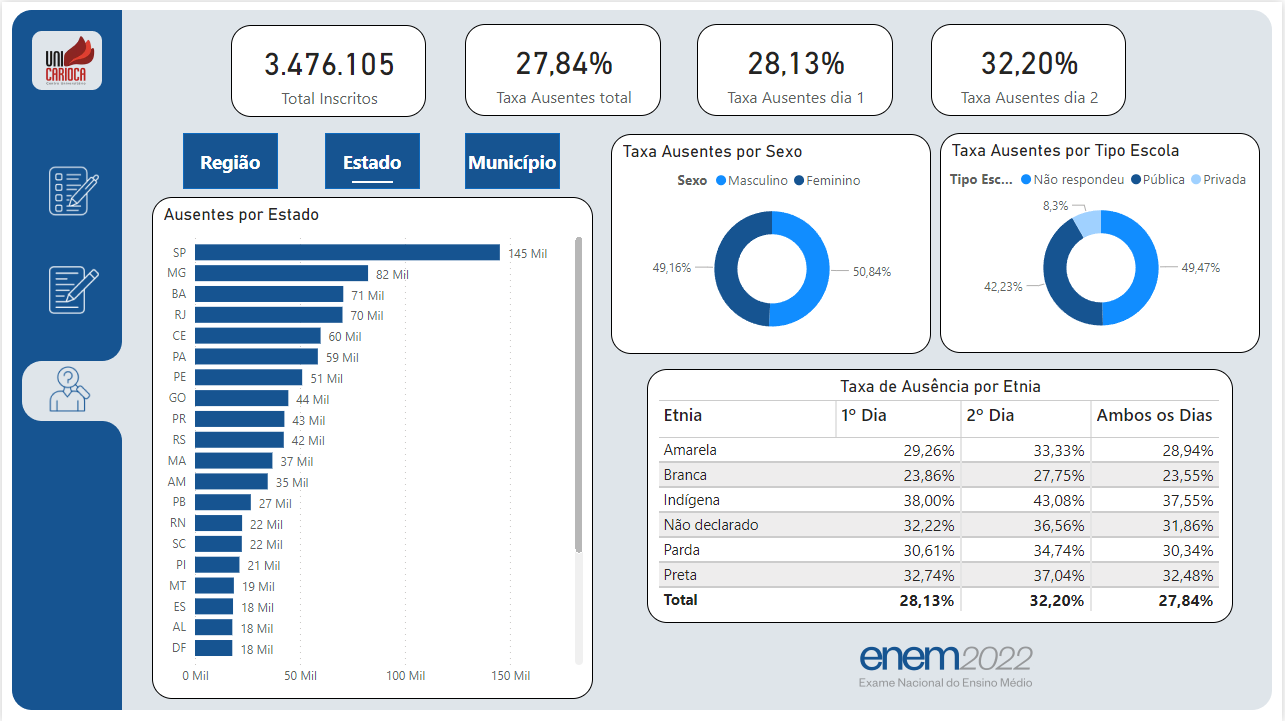 UNI
CARIOCA
3.476.105
Total Inscritos
27,84%
Taxa Ausentes total
28,13%
Taxa Ausentes dia 1
32,20%
Taxa Ausentes dia 2
Região
Estado
Município
Ausentes por Estado
SP 145 Mil
MG 82 Mil
BA 71 Mil
RJ 70 Mil
CE 60 Mil
PA 59 Mil
PE 51 Mil
GO 44 Mil
PR 43 Mil
RS 42 Mil
MA 37 Mil
AM 35 Mil
PB 27 Mil
RN 22 Mil
SC 22 Mil
PI 21 Mil
MT 19 Mil
ES 18 Mil
AL 18 Mil
DF 18 Mil
0 Mil 50 Mil 100 Mil 150 Mil
Taxa Ausentes por Sexo
Sexo Masculino Feminino
49,16% 50,84%
Taxa Ausentes por Tipo Escola
Tipo Esc... Não respondeu Pública Privada
8,3%
49,47%
42,23%
Taxa de Ausência por Etnia
Etnia 1º Dia 2º Dia Ambos os Dias
Amarela 29,26% 33,33% 28,94%
Branca 23,86% 27,75% 23,55%
Indígena 38,00% 43,08% 37,55%
Não declarado 32,22% 36,56% 31,86%
Parda 30,61% 34,74% 30,34%
Preta 32,74% 37,04% 32,48%
Total 28,13% 32,20% 27,84%
enem2022
Exame Nacional do Ensino Médio